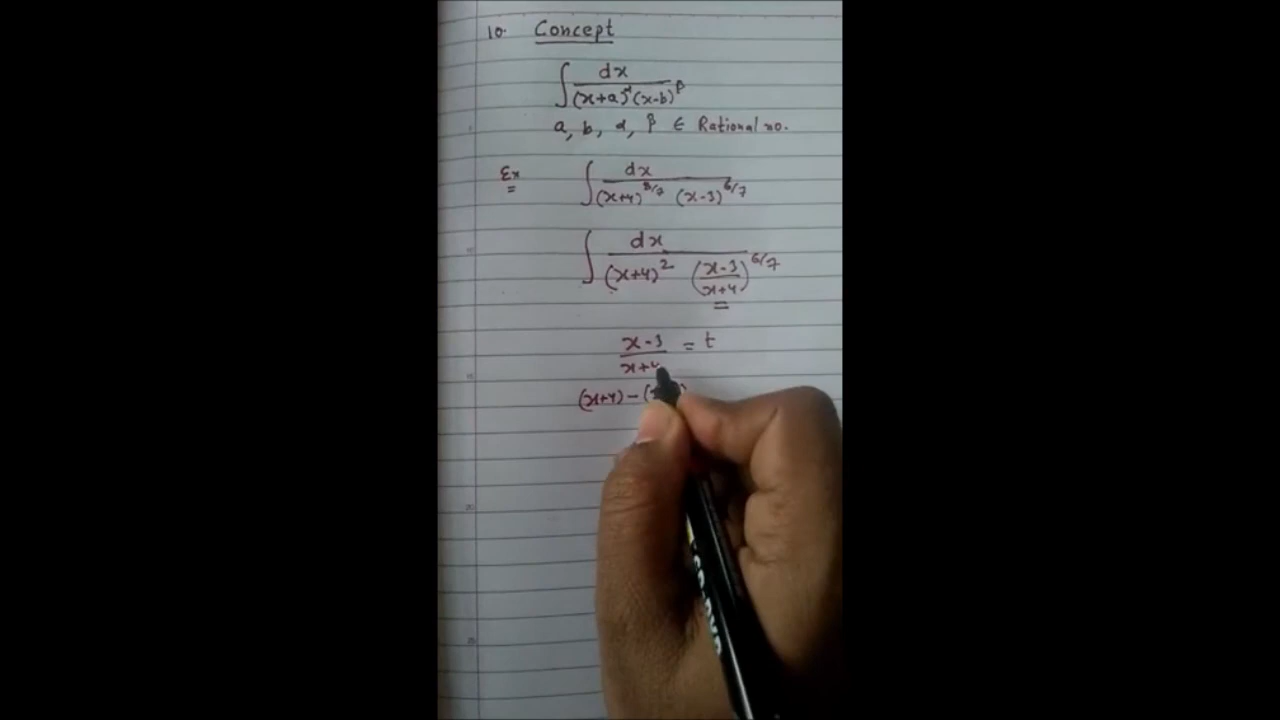 10. Concept
∫ dx / (x+a)^α (x-b)^β
a, b, α, β ∈ Rational no.
Ex ∫ dx / (x+4)^8/7 (x-3)^6/7
∫ dx / (x+4)^2 ((x-3)/(x+4))^6/7
(x-3)/(x+4) = t
(x+4) - (